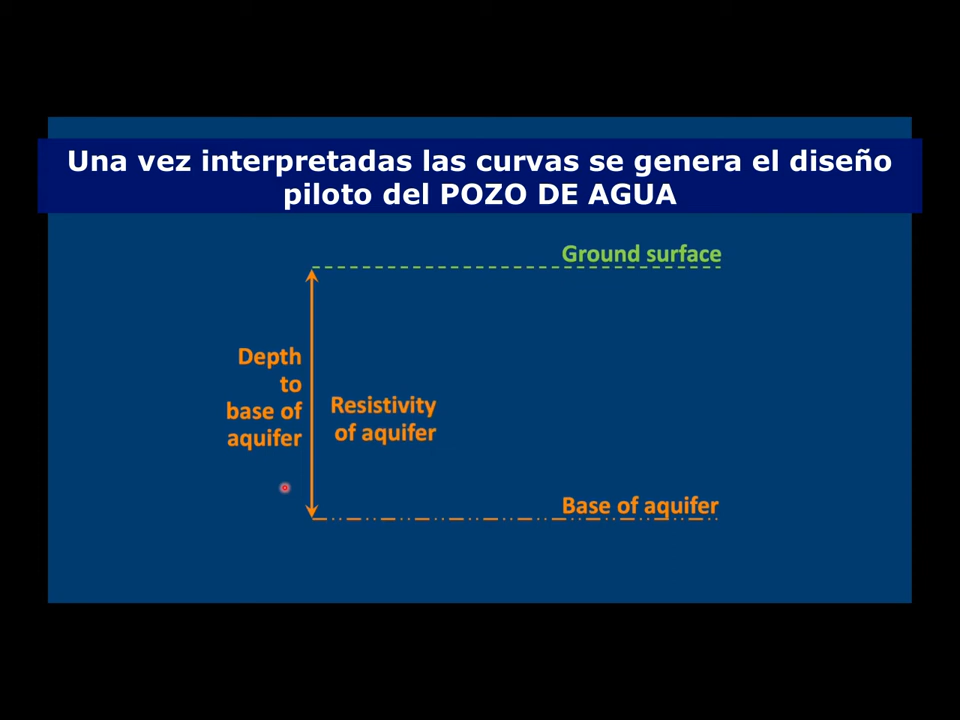 Una vez interpretadas las curvas se genera el diseño
piloto del POZO DE AGUA
Ground surface
Depth
to
base of
aquifer
Resistivity
of aquifer
Base of aquifer